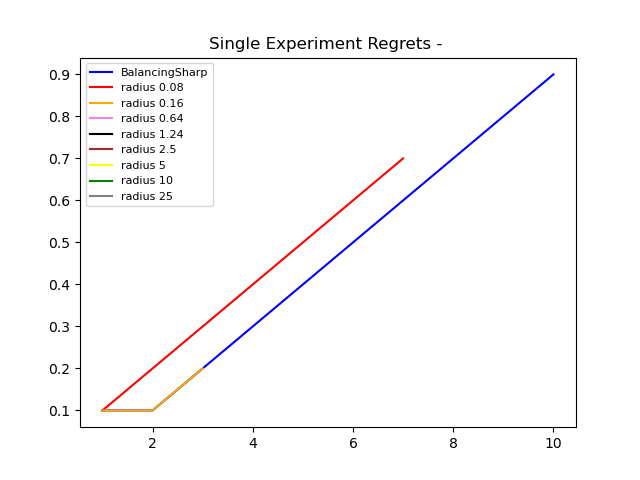 Single Experiment Regrets -
BalancingSharp
radius 0.08
radius 0.16
radius 0.64
radius 1.24
radius 2.5
radius 5
radius 10
radius 25
0.9
0.8
0.7
0.6
0.5
0.4
0.3
0.2
0.1
2 4 6 8 10